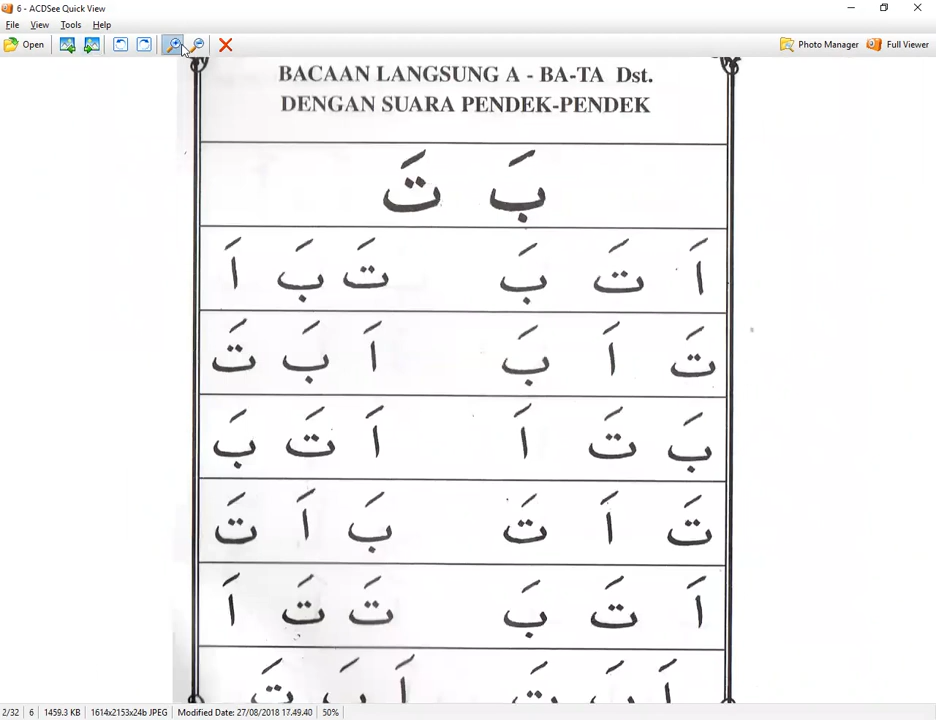 6 - ACDSee Quick View
File View Tools Help
Open Photo Manager Full Viewer
BACAAN LANGSUNG A - BA-TA Dst.
DENGAN SUARA PENDEK-PENDEK
بَ تَ
اَ تَ بَ تَ بَ اَ
تَ اَ بَ اَ بَ تَ
بَ تَ اَ اَ تَ بَ
تَ اَ تَ بَ اَ تَ
اَ تَ بَ تَ تَ اَ
اَ بَ تَ اَ بَ تَ
2/32 6 1459.3 KB 1614x2153x24b JPEG Modified Date: 27/08/2018 17.49.40 50%